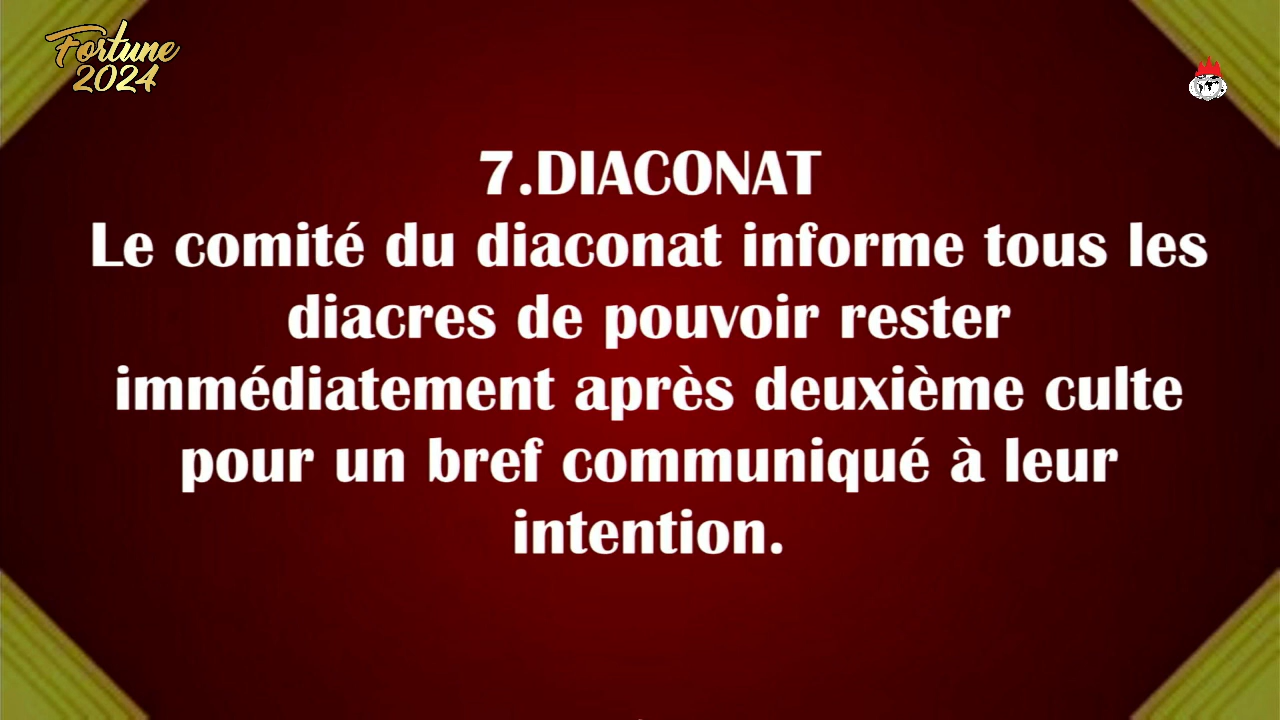 Fortune
2024
7.DIACONAT
Le comité du diaconat informe tous les
diacres de pouvoir rester
immédiatement après deuxième culte
pour un bref communiqué à leur
intention.